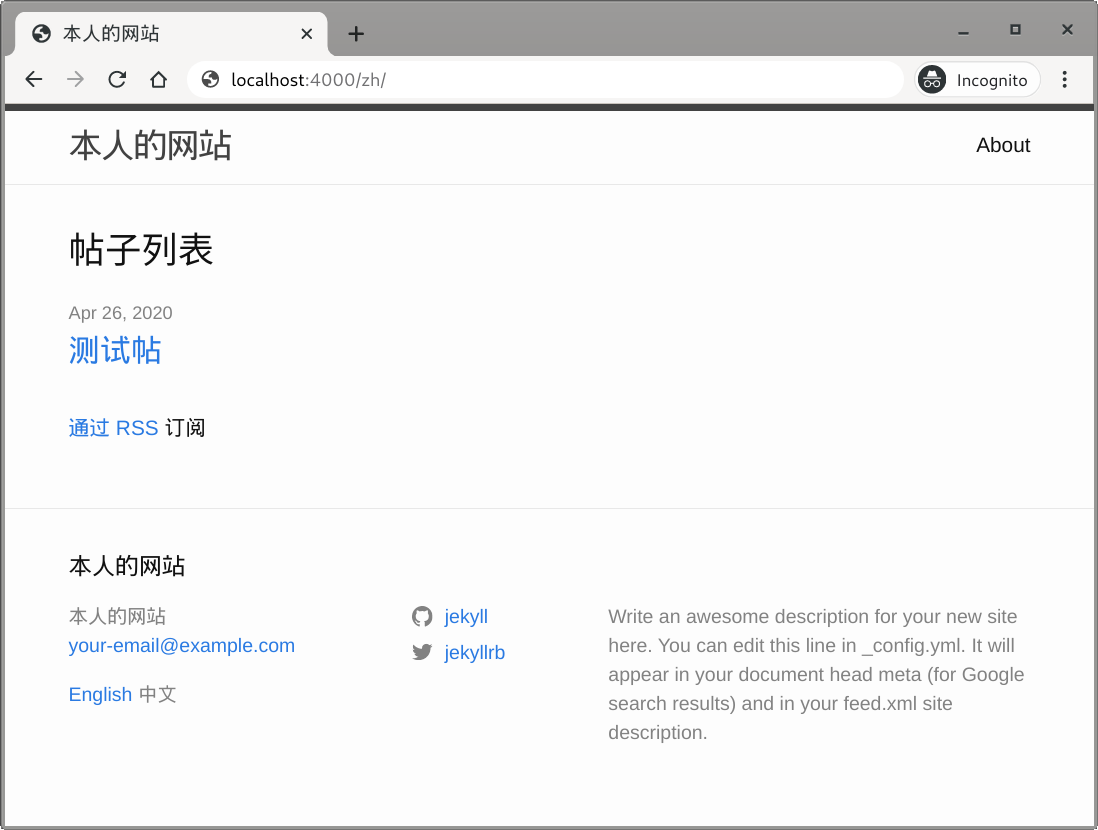 本人的网站
localhost:4000/zh/
Incognito
本人的网站
About
帖子列表
Apr 26, 2020
测试帖
通过 RSS 订阅
本人的网站
本人的网站
your-email@example.com
English 中文
jekyll
jekyllrb
Write an awesome description for your new site
here. You can edit this line in _config.yml. It will
appear in your document head meta (for Google
search results) and in your feed.xml site
description.